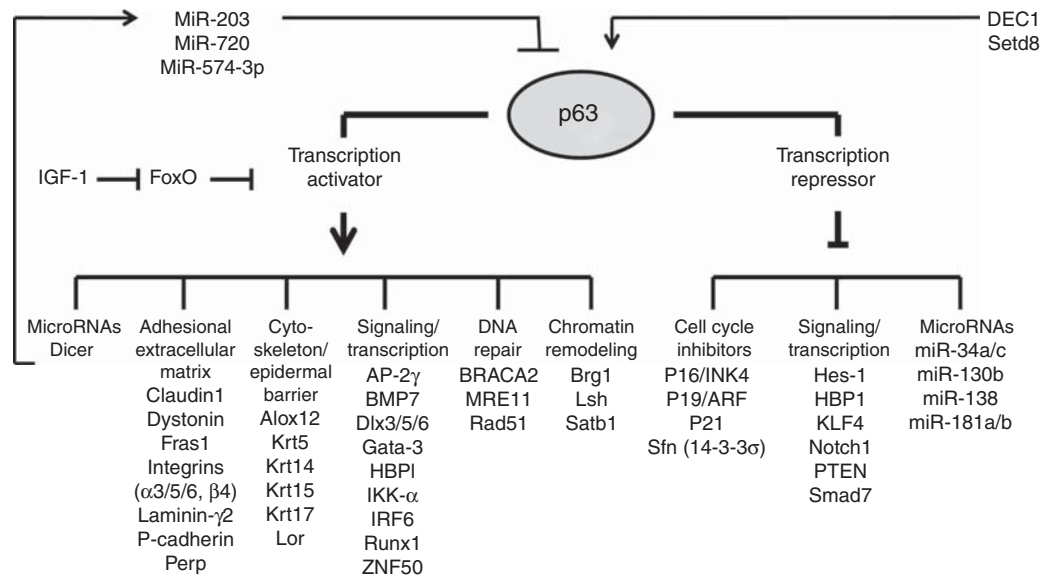 MiR-203
MiR-720
MiR-574-3p
DEC1
Setd8
p63
Transcription
activator
Transcription
repressor
IGF-1
FoxO
MicroRNAs
Dicer
Adhesional
extracellular
matrix
Claudin1
Dystonin
Fras1
Integrins
(α3/5/6, β4)
Laminin-γ2
P-cadherin
Perp
Cyto-
skeleton/
epidermal
barrier
Alox12
Krt5
Krt14
Krt15
Krt17
Lor
Signaling/
transcription
AP-2γ
BMP7
Dlx3/5/6
Gata-3
HBPl
IKK-α
IRF6
Runx1
ZNF50
DNA
repair
BRACA2
MRE11
Rad51
Chromatin
remodeling
Brg1
Lsh
Satb1
Cell cycle
inhibitors
P16/INK4
P19/ARF
P21
Sfn (14-3-3σ)
Signaling/
transcription
Hes-1
HBP1
KLF4
Notch1
PTEN
Smad7
MicroRNAs
miR-34a/c
miR-130b
miR-138
miR-181a/b